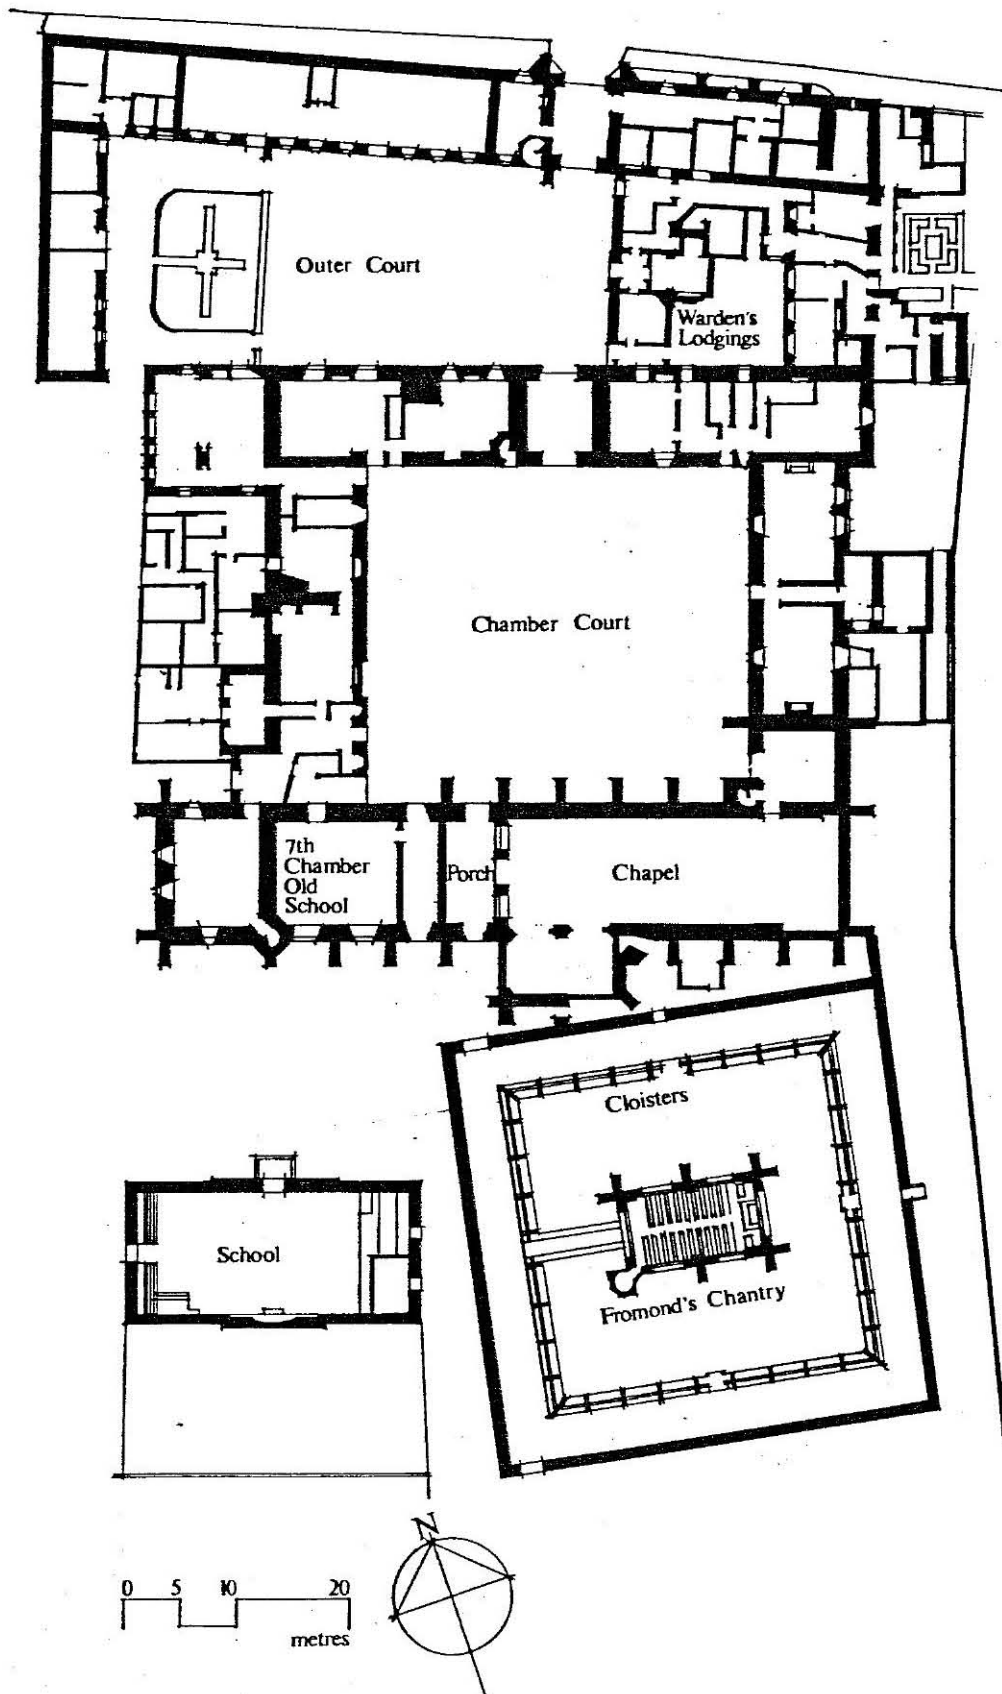 Outer Court
Warden's
Lodgings
Chamber Court
7th
Chamber
Old
School
Porch
Chapel
Cloisters
School
Fromond's Chantry
N
0 5 10 20
metres